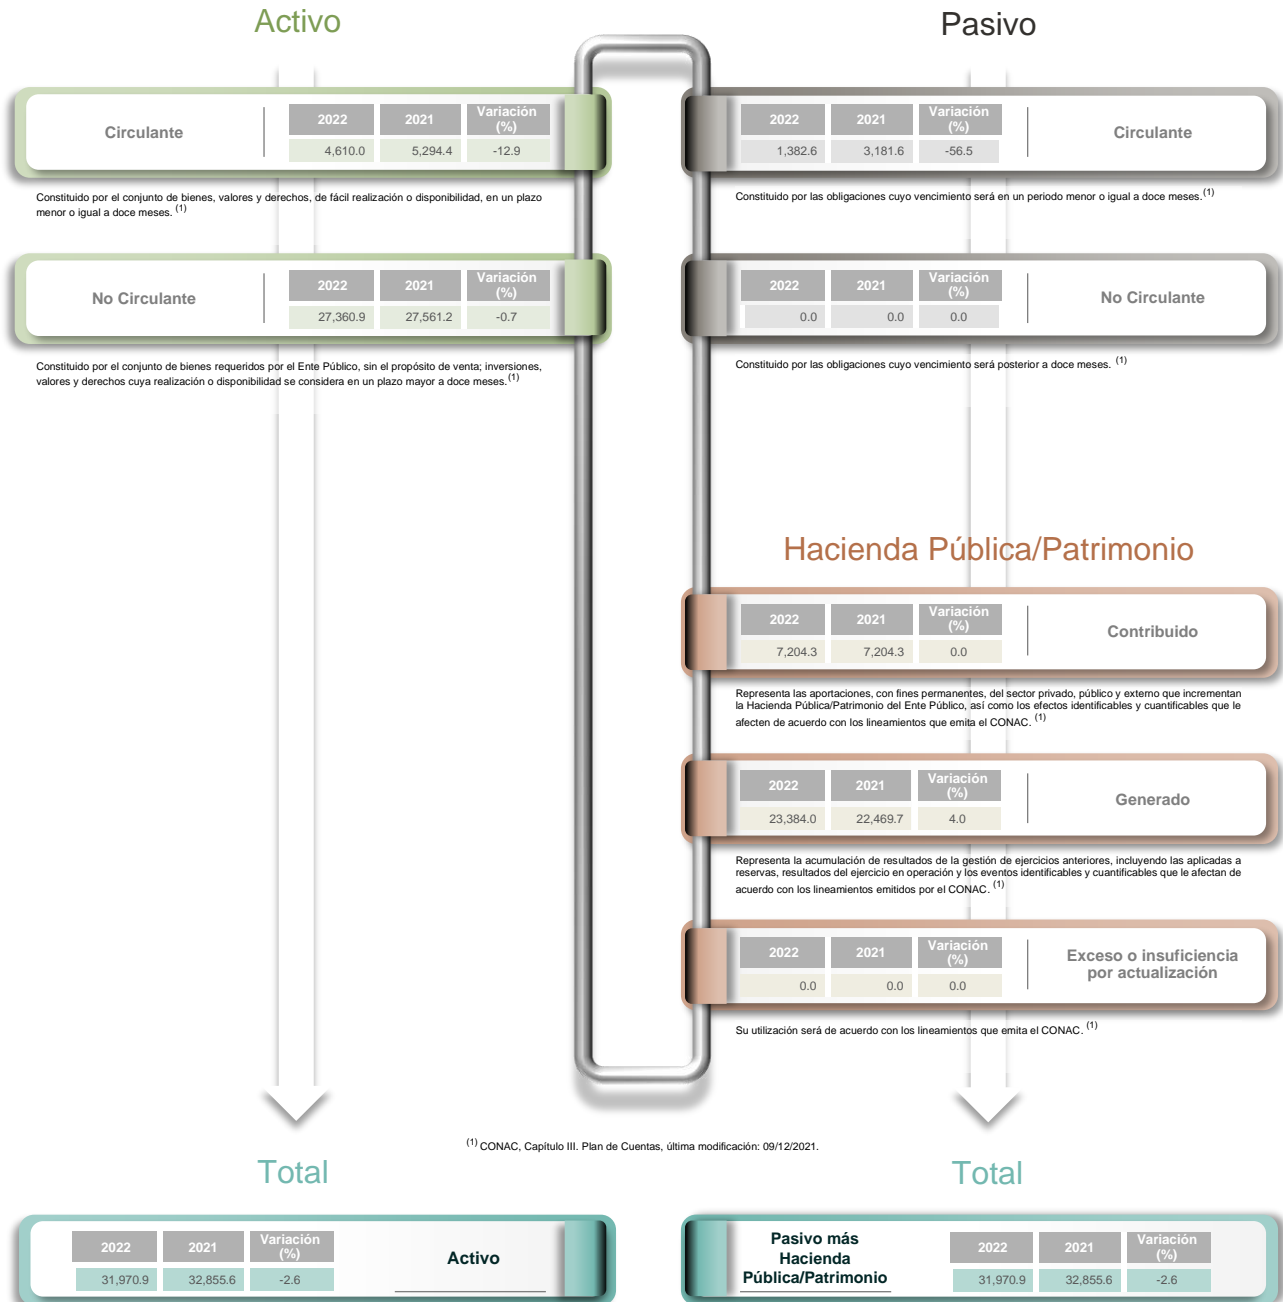 Activo
Circulante
2022 2021 Variación (%)
4,610.0 5,294.4 -12.9
Constituido por el conjunto de bienes, valores y derechos, de fácil realización o disponibilidad, en un plazo
menor o igual a doce meses. (1)
No Circulante
2022 2021 Variación (%)
27,360.9 27,561.2 -0.7
Constituido por el conjunto de bienes requeridos por el Ente Público, sin el propósito de venta; inversiones,
valores y derechos cuya realización o disponibilidad se considera en un plazo mayor a doce meses. (1)
Pasivo
2022 2021 Variación (%)
1,382.6 3,181.6 -56.5
Circulante
Constituido por las obligaciones cuyo vencimiento será en un periodo menor o igual a doce meses. (1)
2022 2021 Variación (%)
0.0 0.0 0.0
No Circulante
Constituido por las obligaciones cuyo vencimiento será posterior a doce meses. (1)
Hacienda Pública/Patrimonio
2022 2021 Variación (%)
7,204.3 7,204.3 0.0
Contribuido
Representa las aportaciones, con fines permanentes, del sector privado, público y externo que incrementan
la Hacienda Pública/Patrimonio del Ente Público, así como los efectos identificables y cuantificables que le
afecten de acuerdo con los lineamientos que emita el CONAC. (1)
2022 2021 Variación (%)
23,384.0 22,469.7 4.0
Generado
Representa la acumulación de resultados de la gestión de ejercicios anteriores, incluyendo las aplicadas a
reservas, resultados del ejercicio en operación y los eventos identificables y cuantificables que le afectan de
acuerdo con los lineamientos emitidos por el CONAC. (1)
2022 2021 Variación (%)
0.0 0.0 0.0
Exceso o insuficiencia
por actualización
Su utilización será de acuerdo con los lineamientos que emita el CONAC. (1)
(1) CONAC, Capítulo III. Plan de Cuentas, última modificación: 09/12/2021.
Total
2022 2021 Variación (%)
31,970.9 32,855.6 -2.6
Activo
Total
Pasivo más
Hacienda
Pública/Patrimonio
2022 2021 Variación (%)
31,970.9 32,855.6 -2.6